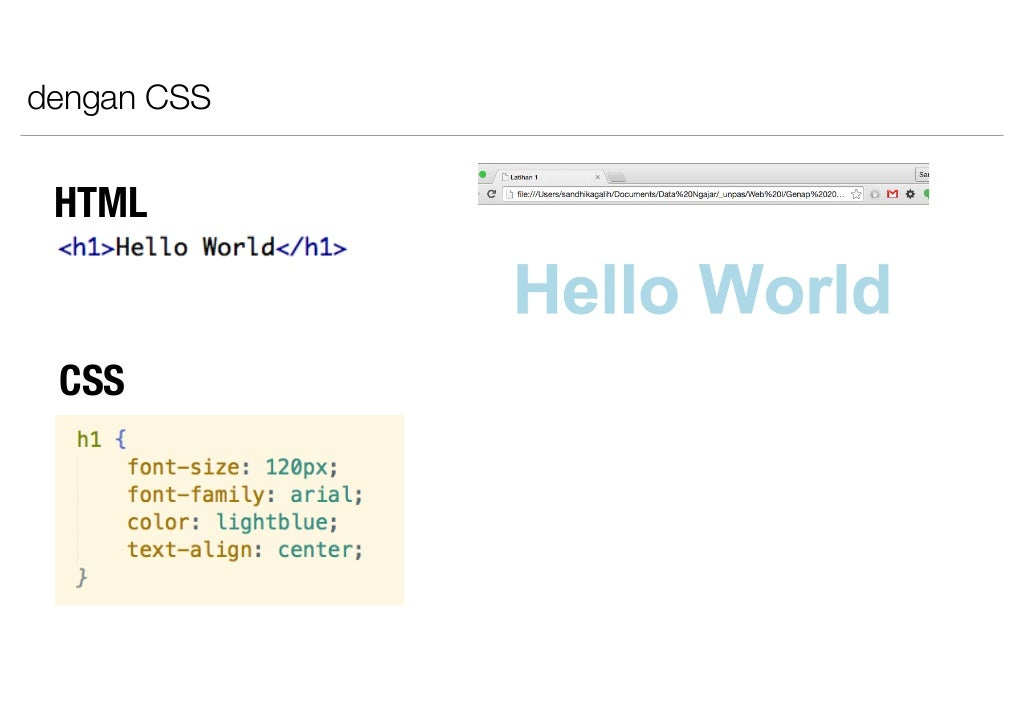 dengan CSS
HTML
<h1>Hello World</h1>
CSS
h1 {
    font-size: 120px;
    font-family: arial;
    color: lightblue;
    text-align: center;
}
Latihan 1
file:///Users/sandhikagalih/Documents/Data%20Ngajar/_unpas/Web%20I/Genap%2020...
Hello World